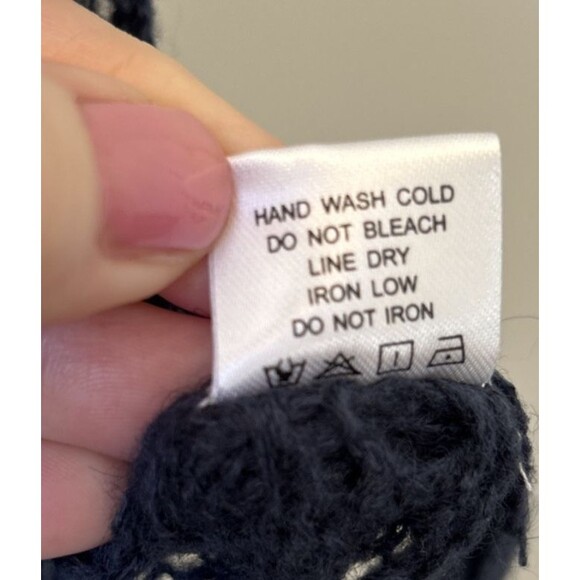 HAND WASH COLD
DO NOT BLEACH
LINE DRY
IRON LOW
DO NOT IRON